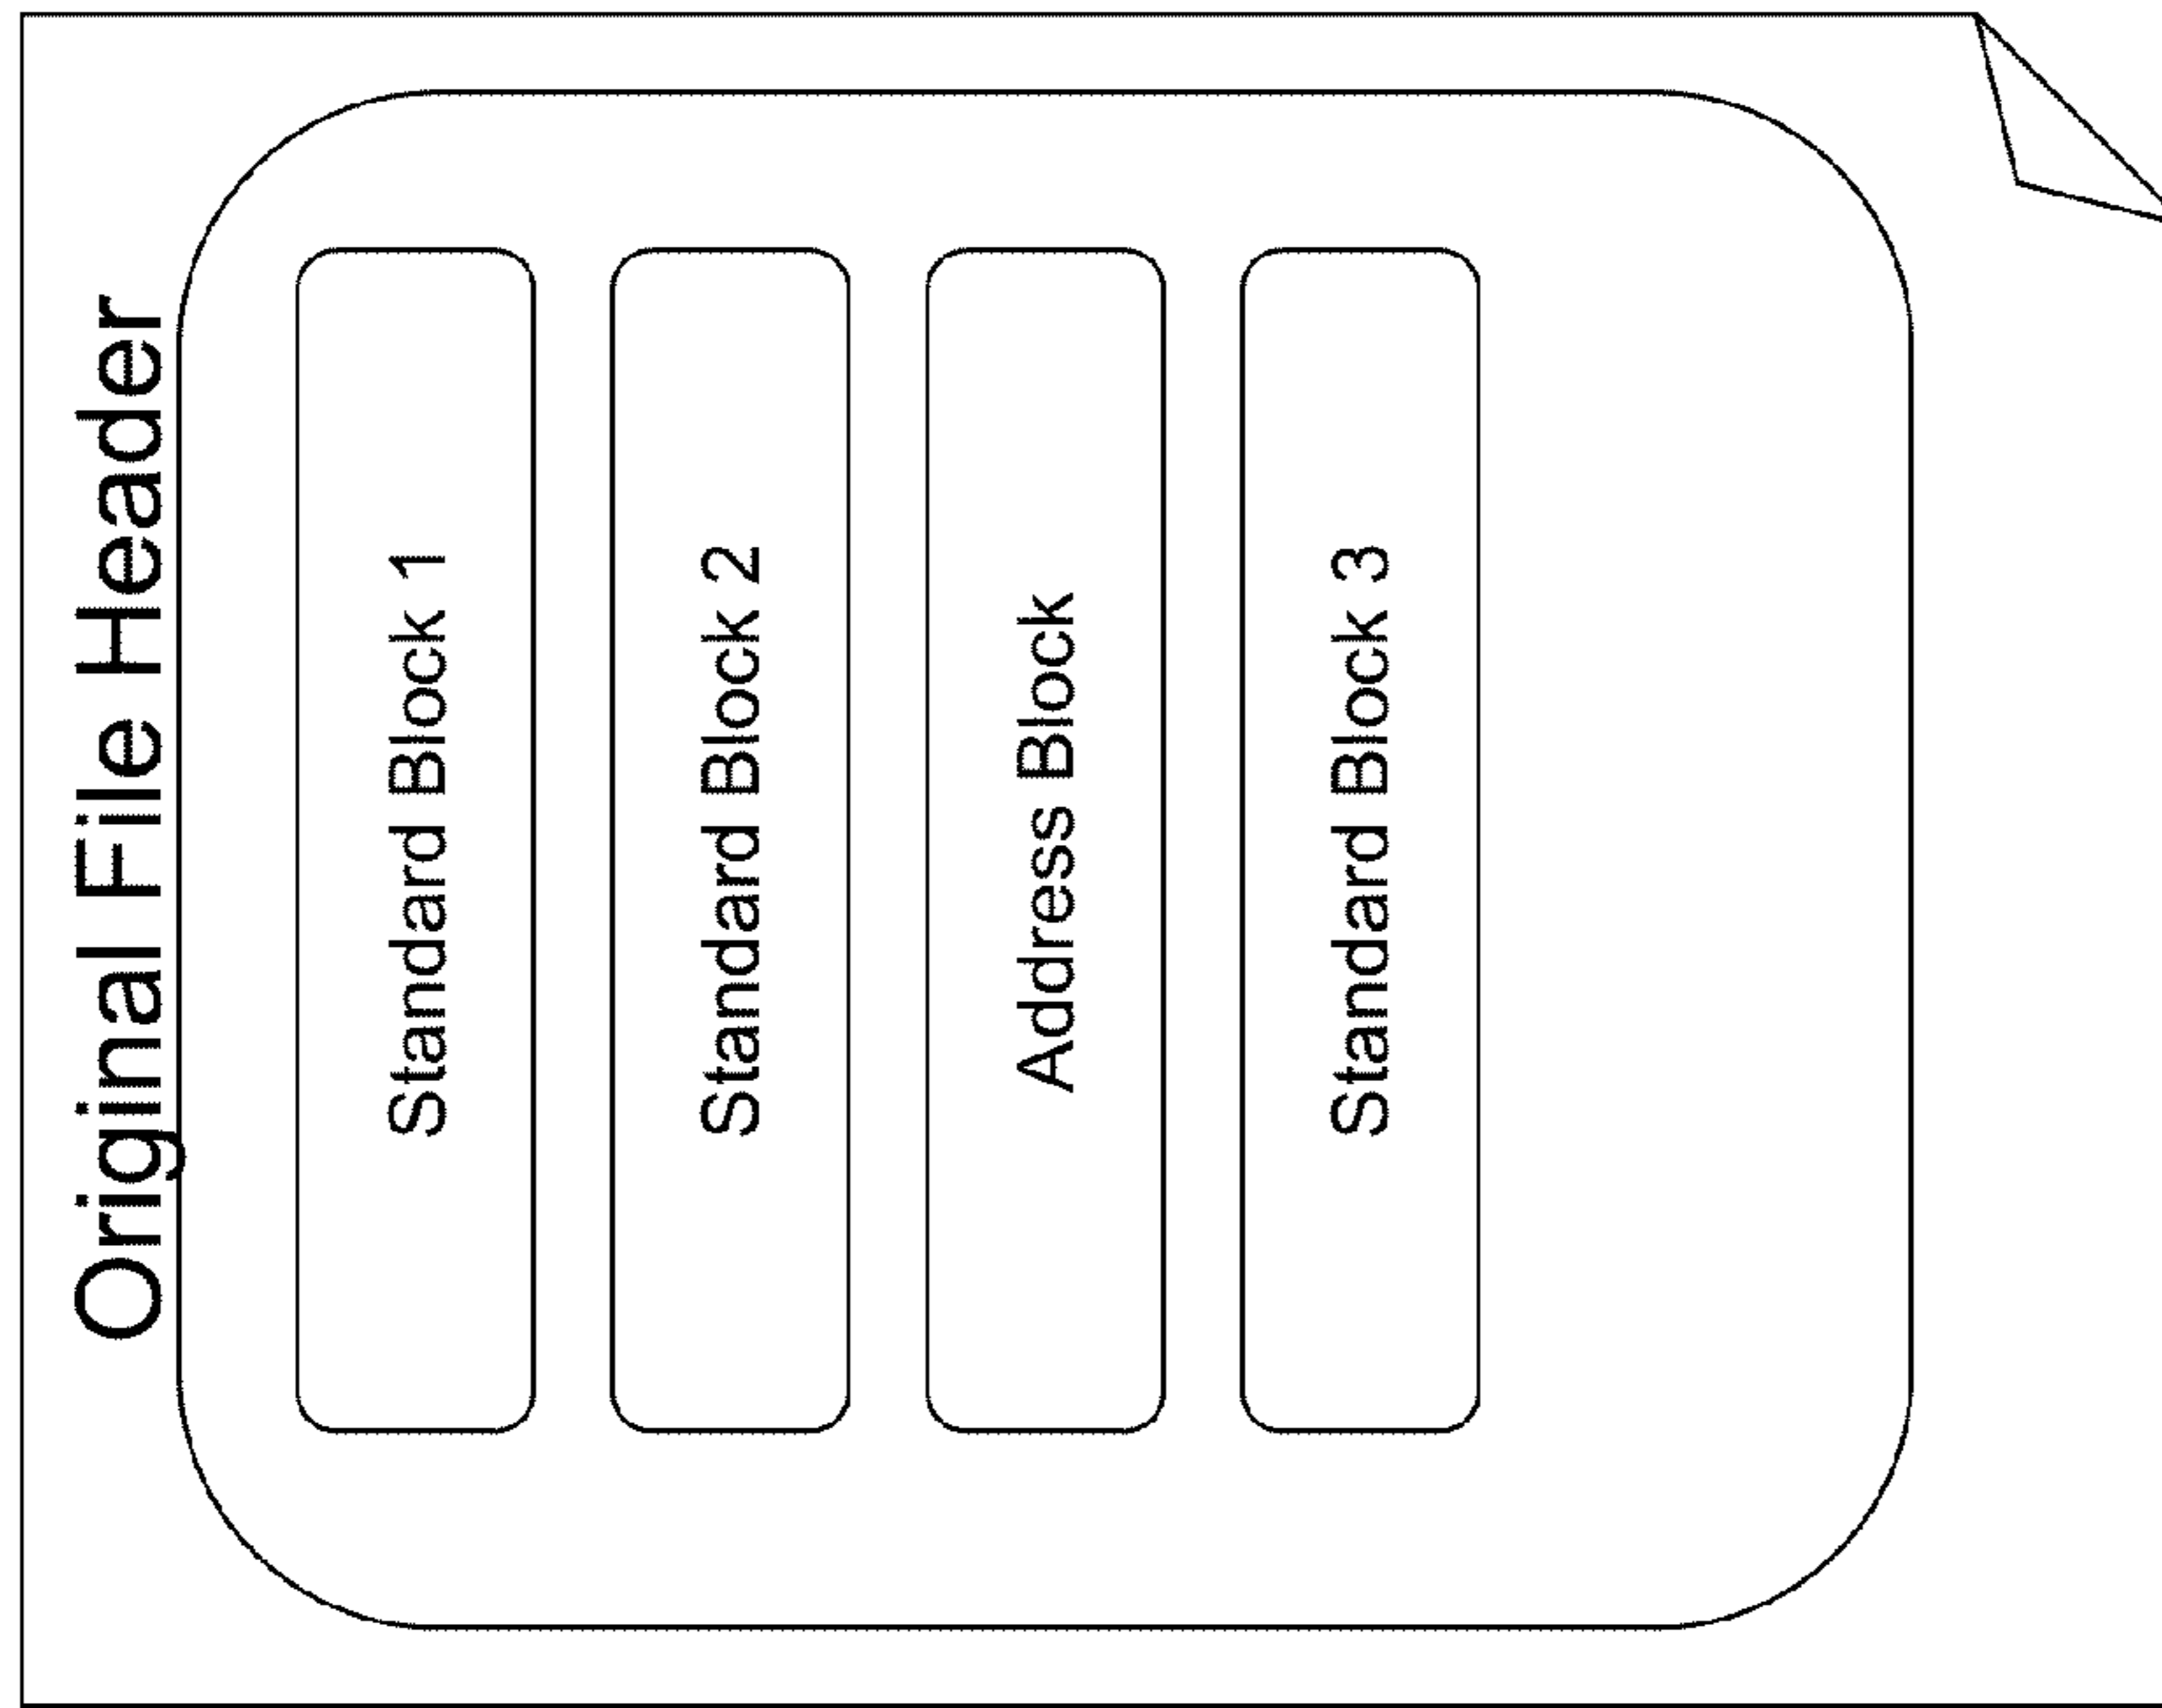 Original File Header
Standard Block 1
Standard Block 2
Address Block
Standard Block 3